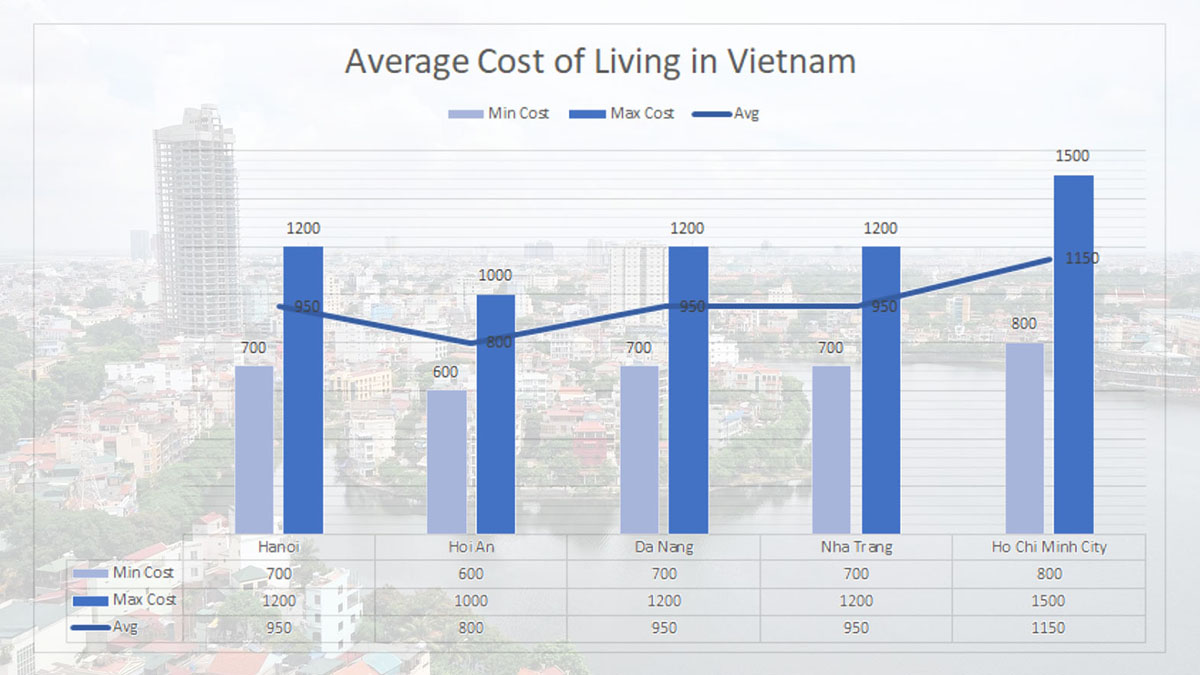 Average Cost of Living in Vietnam
Min Cost Max Cost Avg
1500
1200 1200 1200
1150
1000
950 950 950
800
800
700 700 700
600
Hanoi Hoi An Da Nang Nha Trang Ho Chi Minh City
Min Cost 700 600 700 700 800
Max Cost 1200 1000 1200 1200 1500
Avg 950 800 950 950 1150